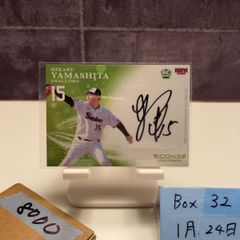 HIKARU
YAMASHITA
SWALLOWS
15
ICONS
8000
Box 32
1月24日